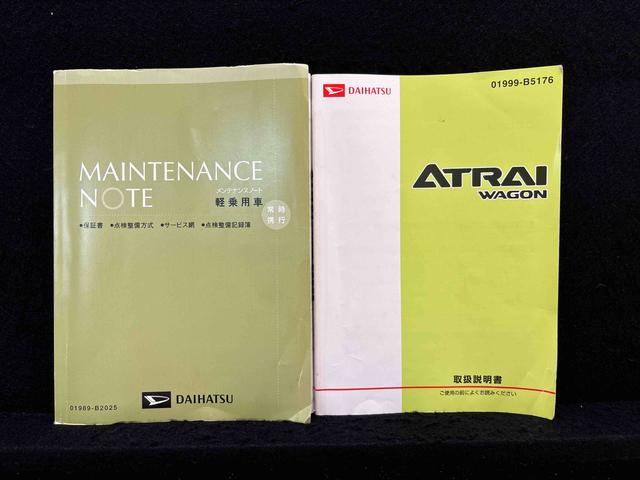 MAINTENANCE
NOTE
メンテナンスノート
軽乗用車
常時
携行
●保証書 ●点検整備方式 ●サービス網 ●点検整備記録簿
01989-B2025
DAIHATSU
DAIHATSU
01999-B5176
ATRAI
WAGON
取扱説明書
ご使用の前によくお読みください